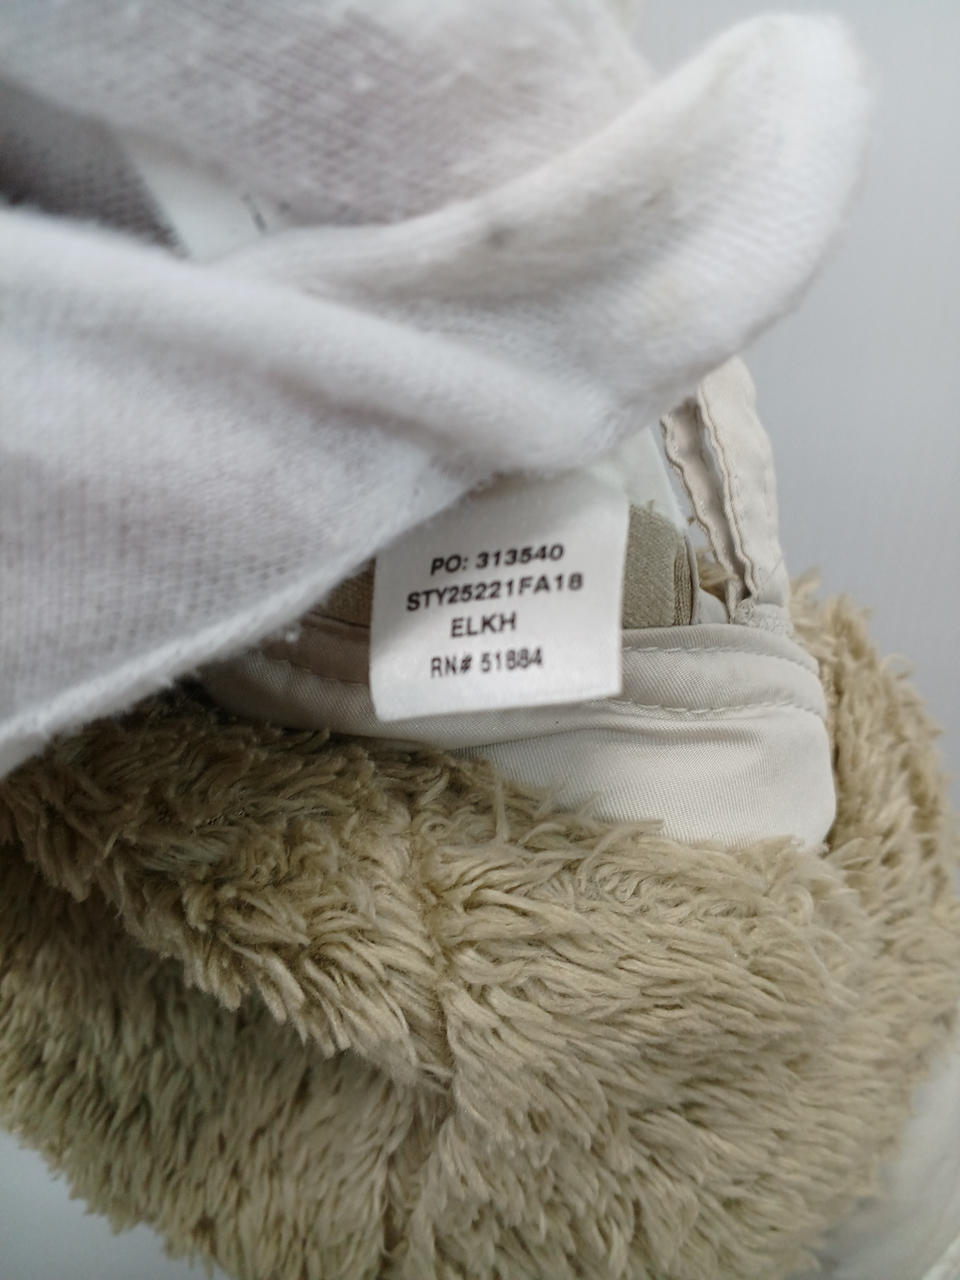 PO: 313540
STY25221FA18
ELKH
RN# 51884